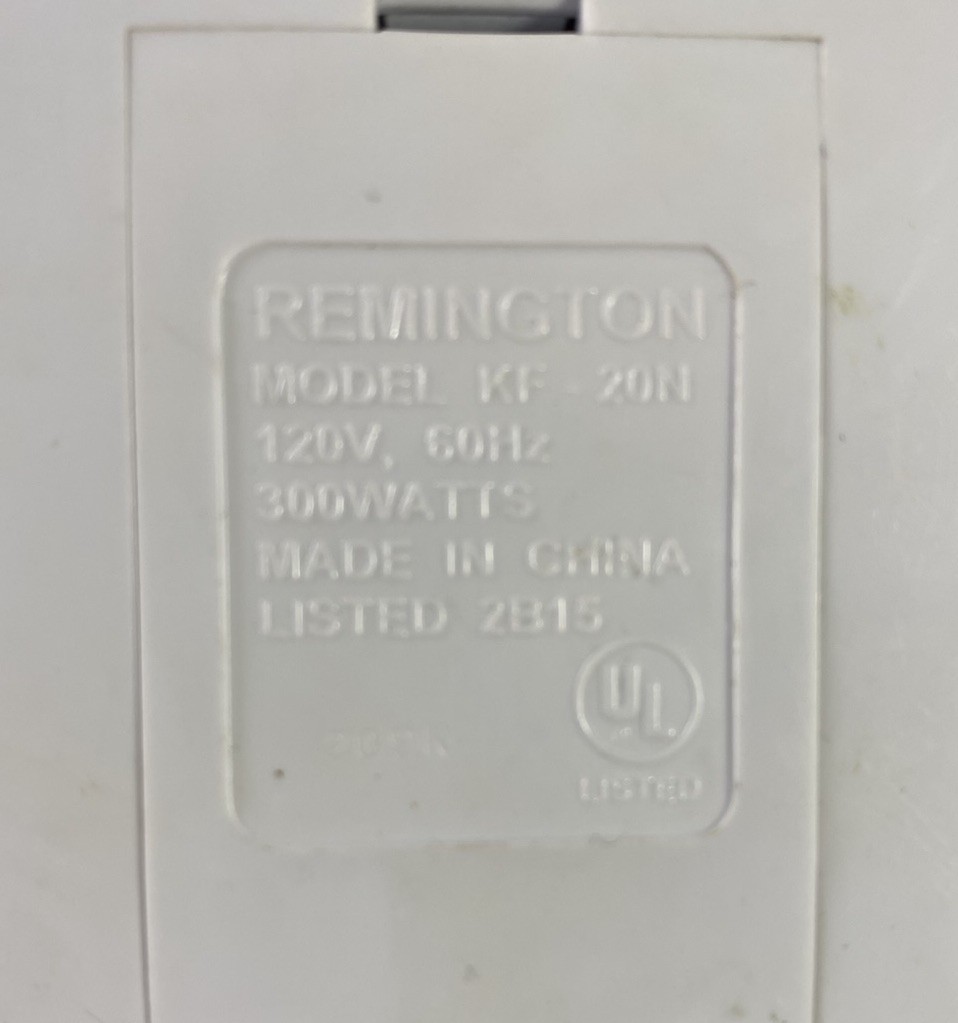 REMINGTON
MODEL KF-20N
120V, 60Hz
300WATTS
MADE IN CHINA
LISTED 2B15
UL
LISTED